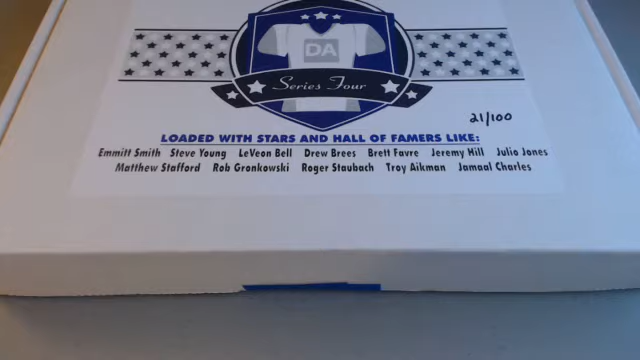 DA
Series Four
21/100
LOADED WITH STARS AND HALL OF FAMERS LIKE:
Emmitt Smith Steve Young LeVeon Bell Drew Brees Brett Favre Jeremy Hill Julio Jones
Matthew Stafford Rob Gronkowski Roger Staubach Troy Aikman Jamaal Charles